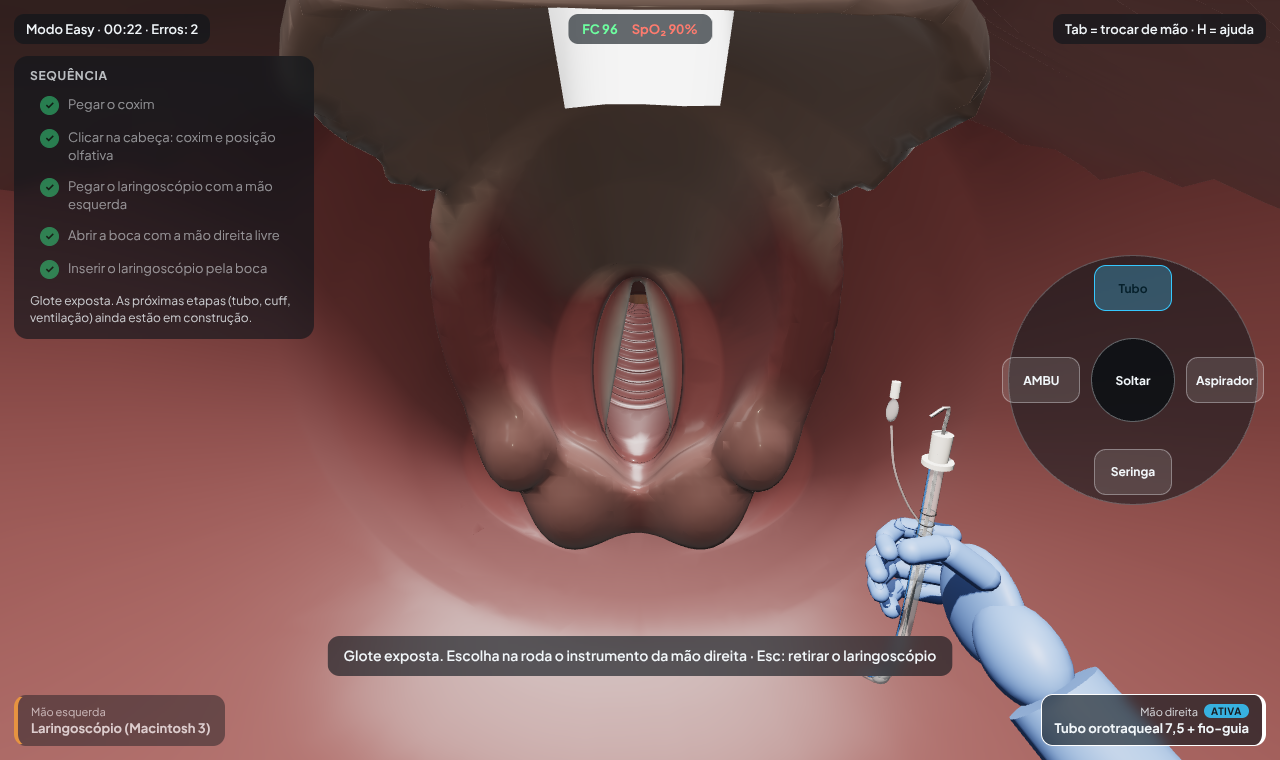 Modo Easy · 00:22 · Erros: 2
FC 96 SpO₂ 90%
Tab = trocar de mão · H = ajuda
SEQUÊNCIA
Pegar o coxim
Clicar na cabeça: coxim e posição
olfativa
Pegar o laringoscópio com a mão
esquerda
Abrir a boca com a mão direita livre
Inserir o laringoscópio pela boca
Glote exposta. As próximas etapas (tubo, cuff,
ventilação) ainda estão em construção.
Tubo
AMBU
Soltar
Aspirador
Seringa
Glote exposta. Escolha na roda o instrumento da mão direita · Esc: retirar o laringoscópio
Mão esquerda
Laringoscópio (Macintosh 3)
Mão direita ATIVA
Tubo orotraqueal 7,5 + fio-guia